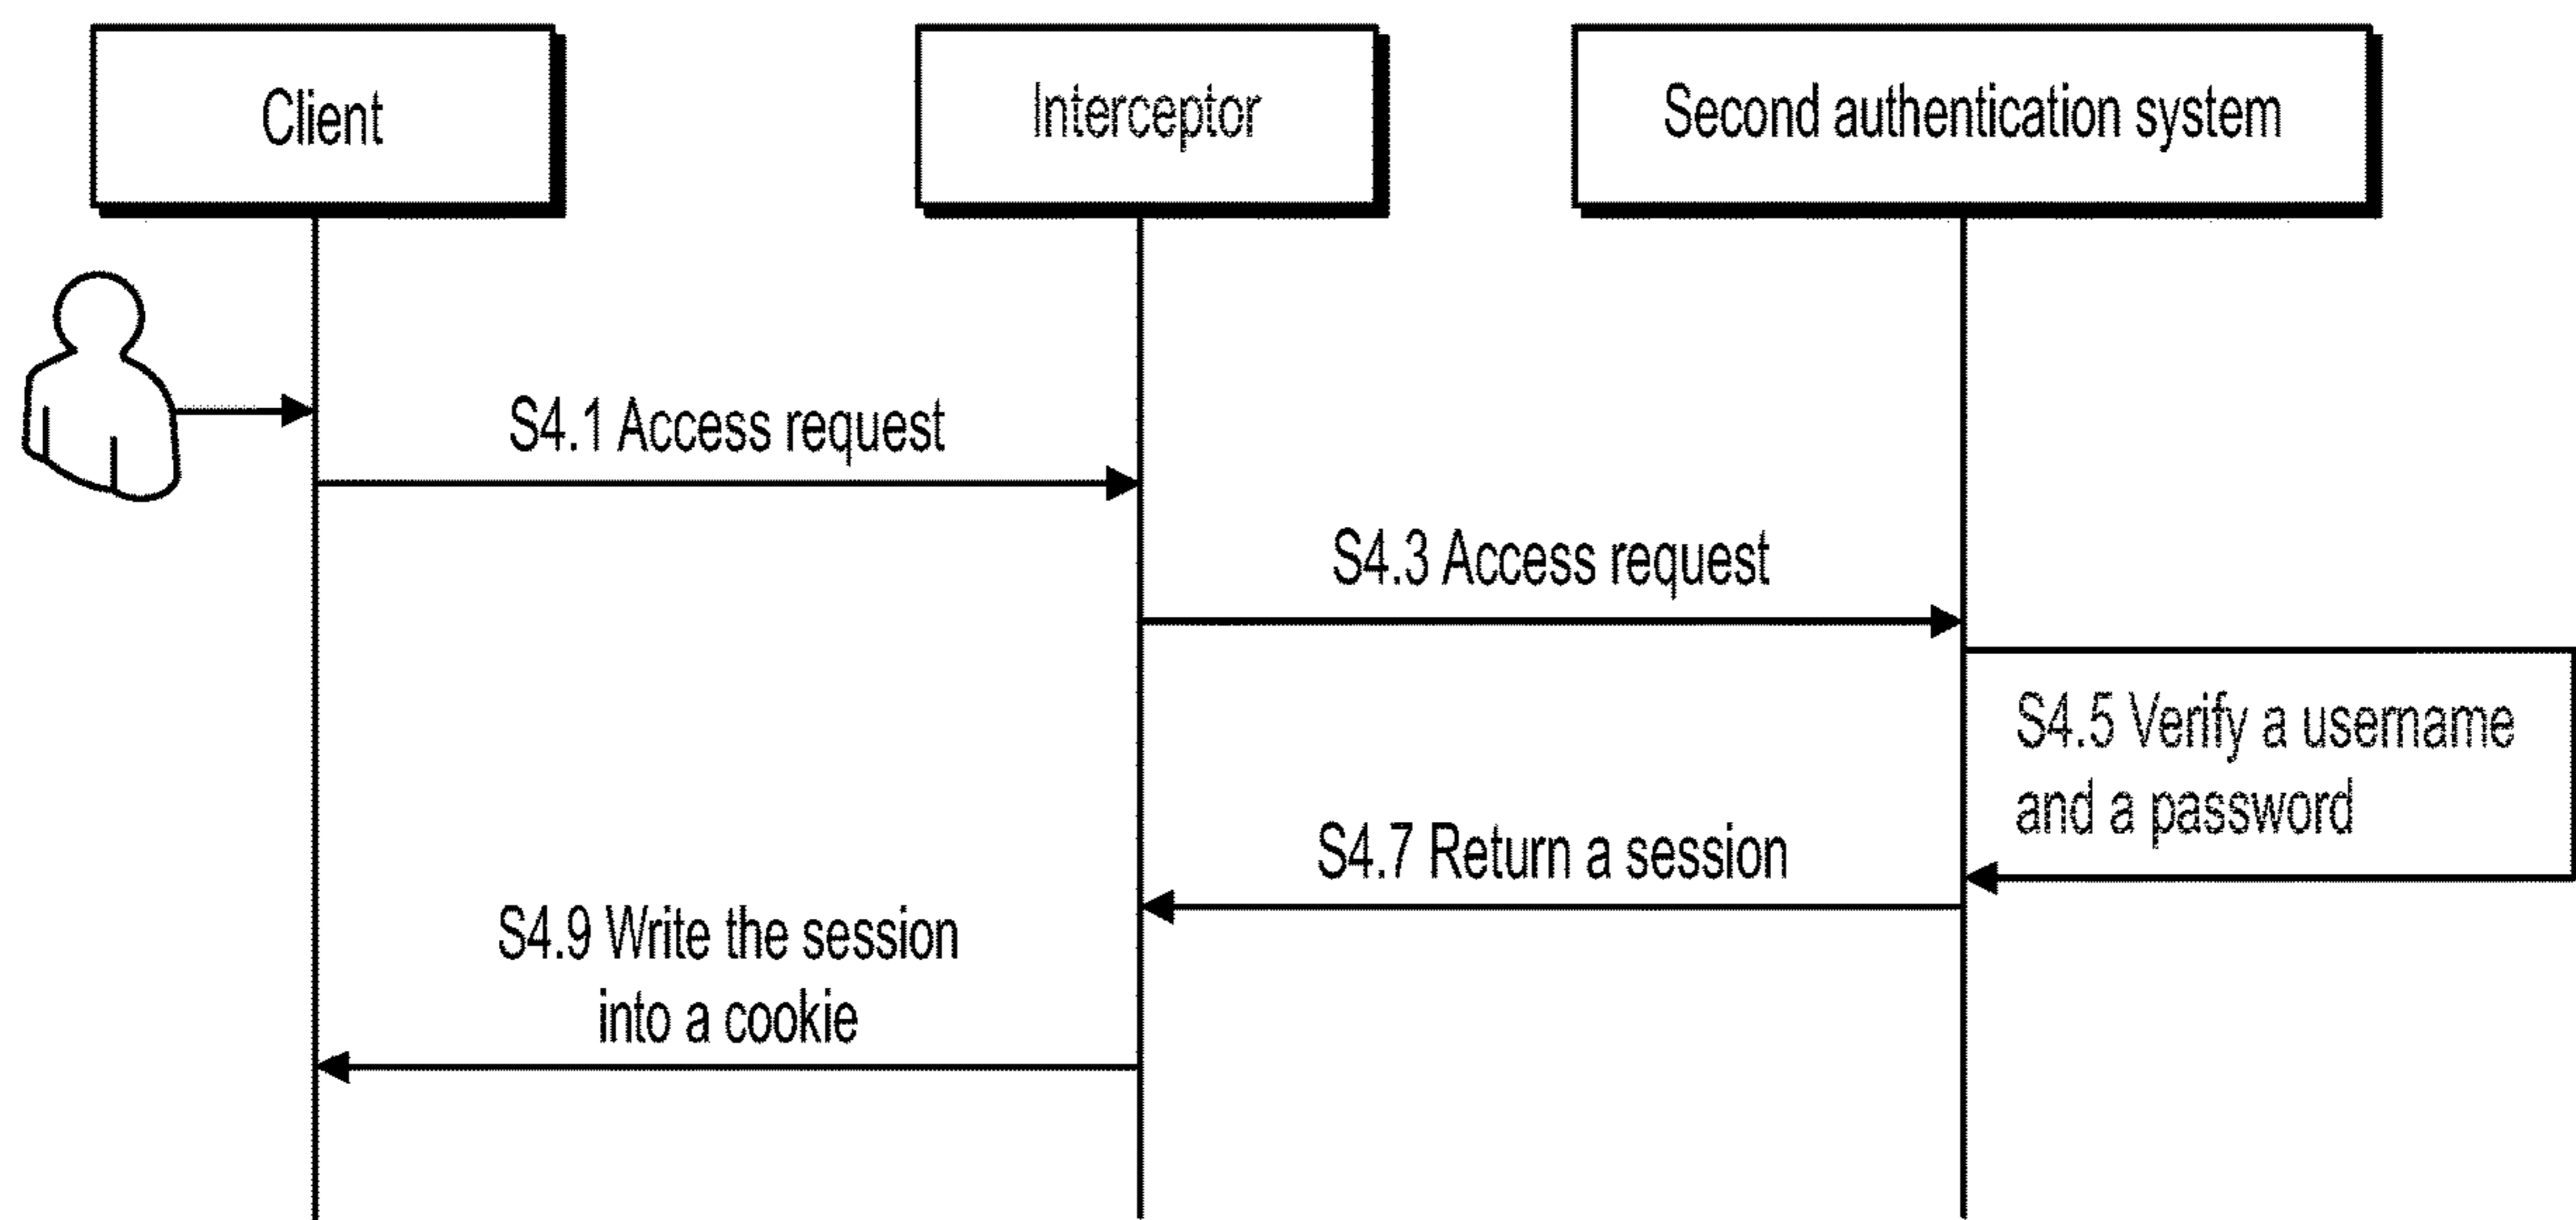 Client
Interceptor
Second authentication system
S4.1 Access request
S4.3 Access request
S4.5 Verify a username
and a password
S4.7 Return a session
S4.9 Write the session
into a cookie